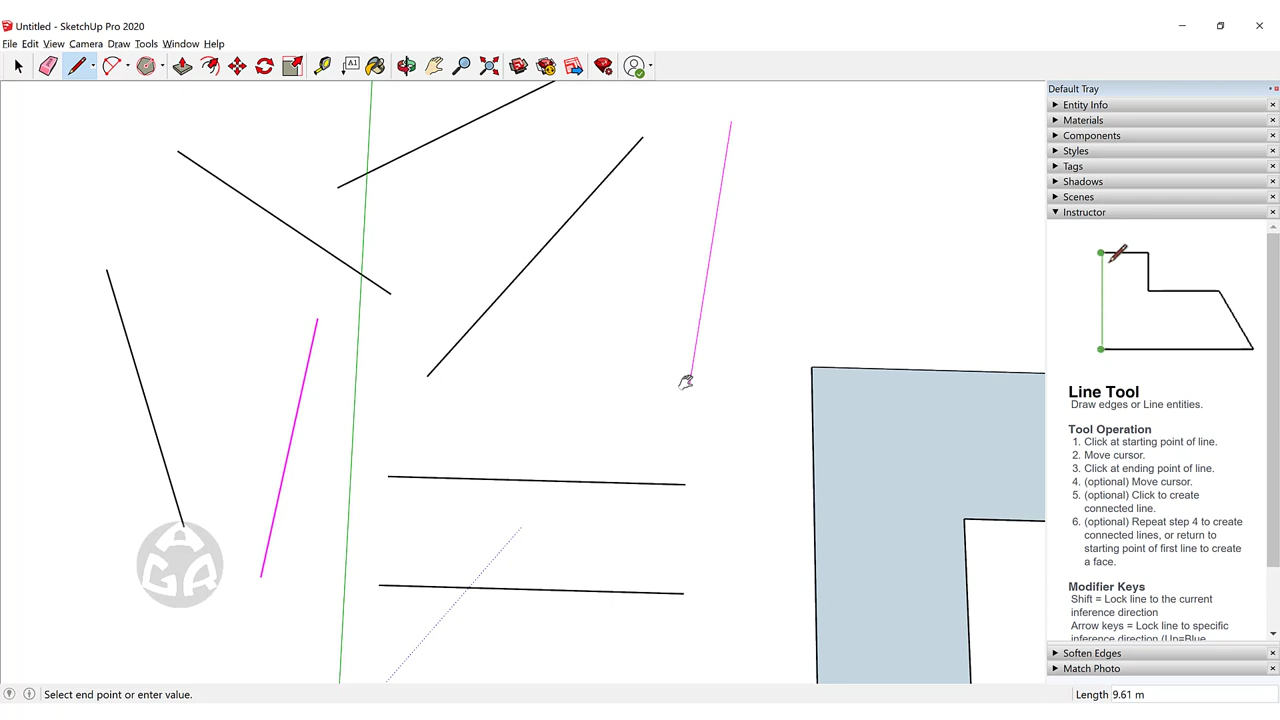 Untitled - SketchUp Pro 2020
File Edit View Camera Draw Tools Window Help
A1
Default Tray
Entity Info
Materials
Components
Styles
Tags
Shadows
Scenes
Instructor
Line Tool
Draw edges or Line entities.
Tool Operation
1. Click at starting point of line.
2. Move cursor.
3. Click at ending point of line.
4. (optional) Move cursor.
5. (optional) Click to create
connected line.
6. (optional) Repeat step 4 to create
connected lines, or return to
starting point of first line to create
a face.
Modifier Keys
Shift = Lock line to the current
inference direction
Arrow keys = Lock line to specific
inference direction (Up=Blue,
Soften Edges
Match Photo
Select end point or enter value.
Length 9.61 m